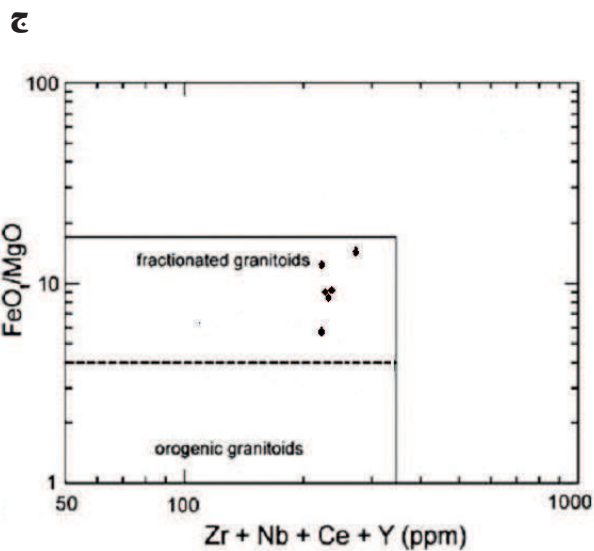 ج
100
fractionated granitoids
10
FeOt/MgO
orogenic granitoids
1
50
100
1000
Zr + Nb + Ce + Y (ppm)